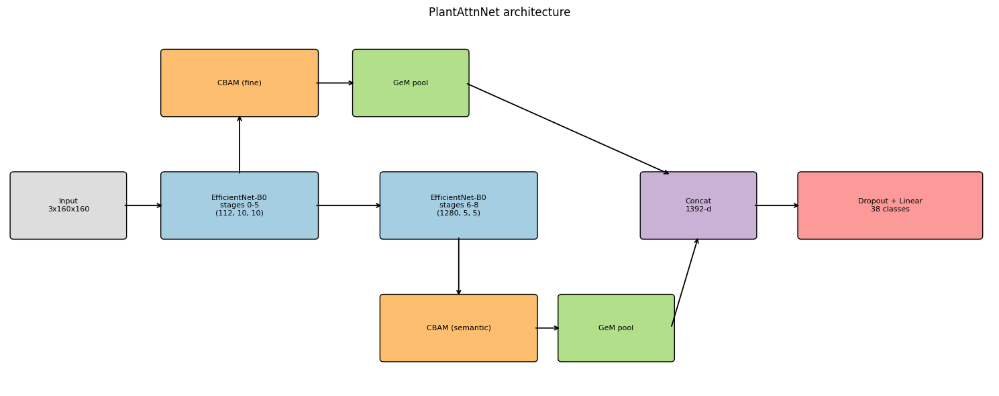 PlantAttnNet architecture
CBAM (fine)
GeM pool
Input
3x160x160
EfficientNet-B0
stages 0-5
(112, 10, 10)
EfficientNet-B0
stages 6-8
(1280, 5, 5)
Concat
1392-d
Dropout + Linear
38 classes
CBAM (semantic)
GeM pool